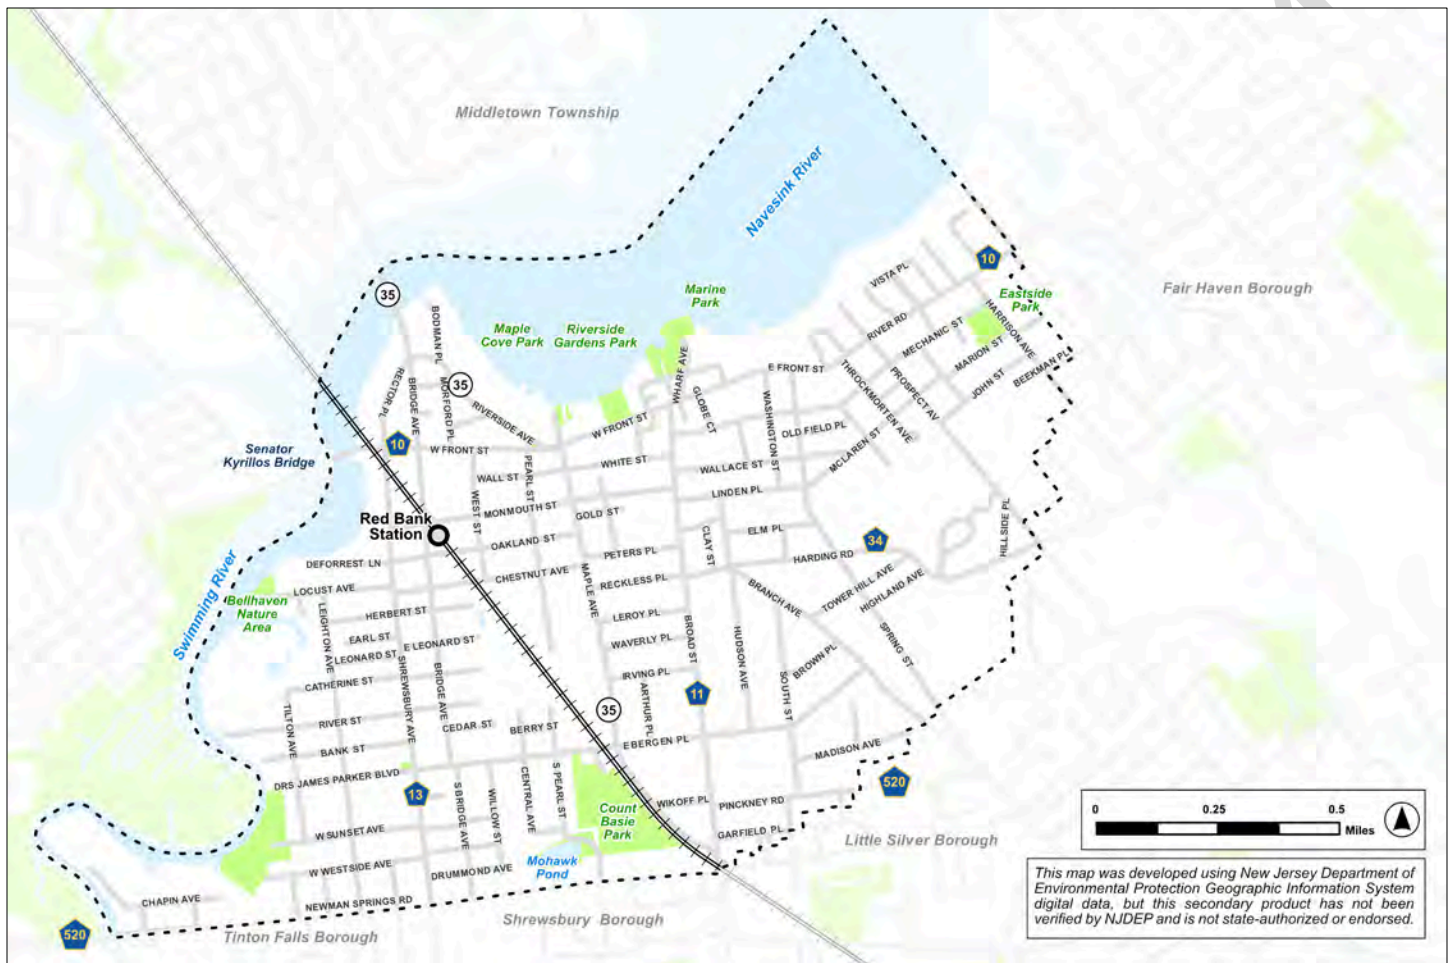 Middletown Township
Navesink River
10
VISTA PL
Fair Haven Borough
35
Marine
Park
Eastside
Park
BODMAN PL
Maple
Cove Park
Riverside
Gardens Park
RIVER RD
MECHANIC ST
HARRISON AVE
MARION ST
BEEKMAN PL
JOHN ST
E FRONT ST
THROCKMORTEN AVE
PROSPECT AV
RECTOR PL
BRIDGE AVE
MORFORD PL
35
RIVERSIDE AVE
WHARF AVE
GLOBE CT
WASHINGTON ST
OLD FIELD PL
MCLAREN ST
W FRONT ST
10
W FRONT ST
Senator
Kyrillos Bridge
WALL ST
PEARL ST
WHITE ST
WALLACE ST
LINDEN PL
WEST ST
MONMOUTH ST
GOLD ST
Red Bank
Station
OAKLAND ST
PETERS PL
CLAY ST
ELM PL
34
HILLSIDE PL
HARDING RD
DEFORREST LN
CHESTNUT AVE
MAPLE AVE
RECKLESS PL
BRANCH AVE
TOWER HILL AVE
HIGHLAND AVE
LOCUST AVE
Swimming River
Bellhaven
Nature
Area
LEIGHTON AVE
HERBERT ST
LEROY PL
EARL ST
E LEONARD ST
WAVERLY PL
BROAD ST
HUDSON AVE
SPRING ST
LEONARD ST
SHREWSBURY AVE
BRIDGE AVE
BROWN PL
CATHERINE ST
IRVING PL
11
SOUTH ST
ARTHUR PL
35
TILTON AVE
RIVER ST
CEDAR ST
BERRY ST
E BERGEN PL
MADISON AVE
BANK ST
DRS JAMES PARKER BLVD
13
S BRIDGE AVE
WILLOW ST
CENTRAL AVE
S PEARL ST
Count
Basie
Park
WIKOFF PL
PINCKNEY RD
520
GARFIELD PL
W SUNSET AVE
Little Silver Borough
W WESTSIDE AVE
DRUMMOND AVE
Mohawk
Pond
CHAPIN AVE
NEWMAN SPRINGS RD
Shrewsbury Borough
Tinton Falls Borough
520
0 0.25 0.5
Miles
This map was developed using New Jersey Department of
Environmental Protection Geographic Information System
digital data, but this secondary product has not been
verified by NJDEP and is not state-authorized or endorsed.